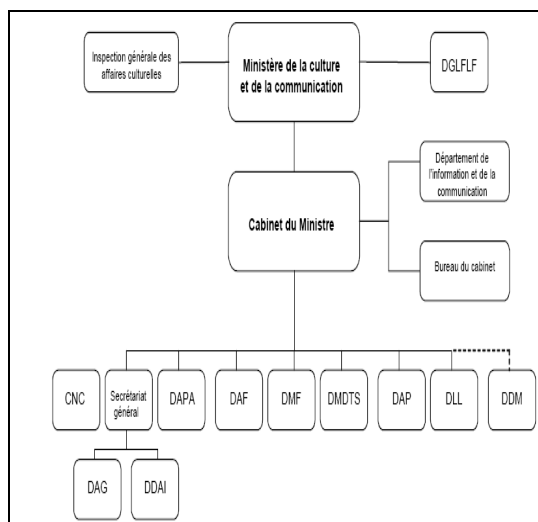 Inspection générale des
affaires culturelles
Ministère de la culture
et de la communication
DGLFLF
Département de
l'information et de la
communication
Cabinet du Ministre
Bureau du cabinet
CNC
Secrétariat
général
DAPA
DAF
DMF
DMDTS
DAP
DLL
DDM
DAG
DDAI